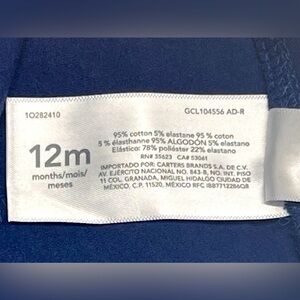 1O282410
GCL104556 AD-R
12m
months/mois/
meses
95% cotton 5% elastane 95 % coton
5 % élasthanne 95% ALGODÓN 5% elastano
Elástico: 78% poliéster 22% elastano
RN# 35623 CA# 53061
IMPORTADO POR: CARTERS BRANDS S.A. DE C.V.
AV. EJÉRCITO NACIONAL NO. 843-B, NO. INT. PISO
11 COL. GRANADA, MIGUEL HIDALGO CIUDAD DE
MÉXICO, C.P. 11520, MÉXICO RFC IBB771226GQ8